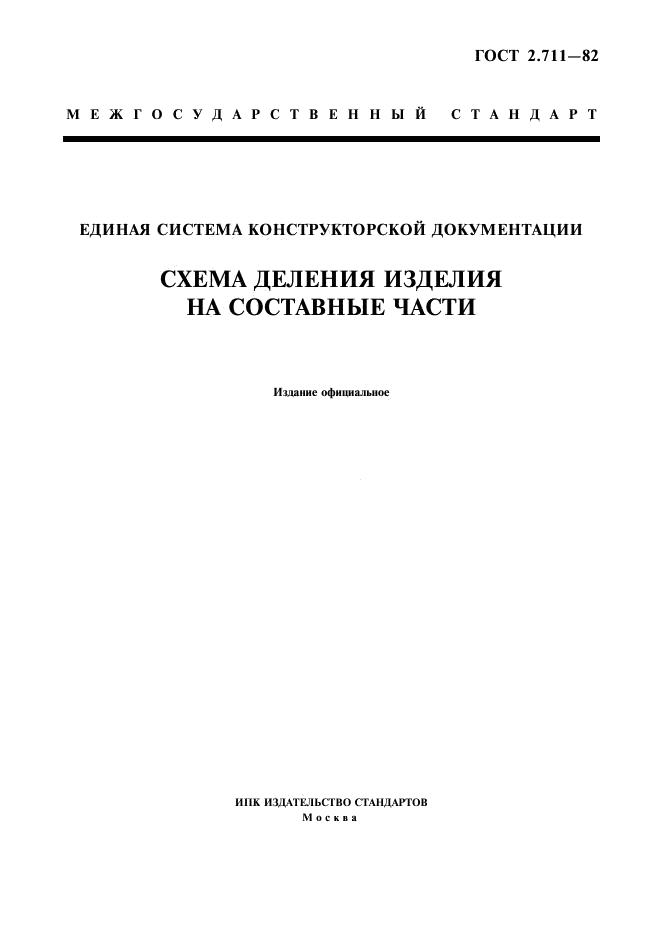 ГОСТ 2.711—82
МЕЖГОСУДАРСТВЕННЫЙ СТАНДАРТ
ЕДИНАЯ СИСТЕМА КОНСТРУКТОРСКОЙ ДОКУМЕНТАЦИИ
СХЕМА ДЕЛЕНИЯ ИЗДЕЛИЯ
НА СОСТАВНЫЕ ЧАСТИ
Издание официальное
ИПК ИЗДАТЕЛЬСТВО СТАНДАРТОВ
Москва